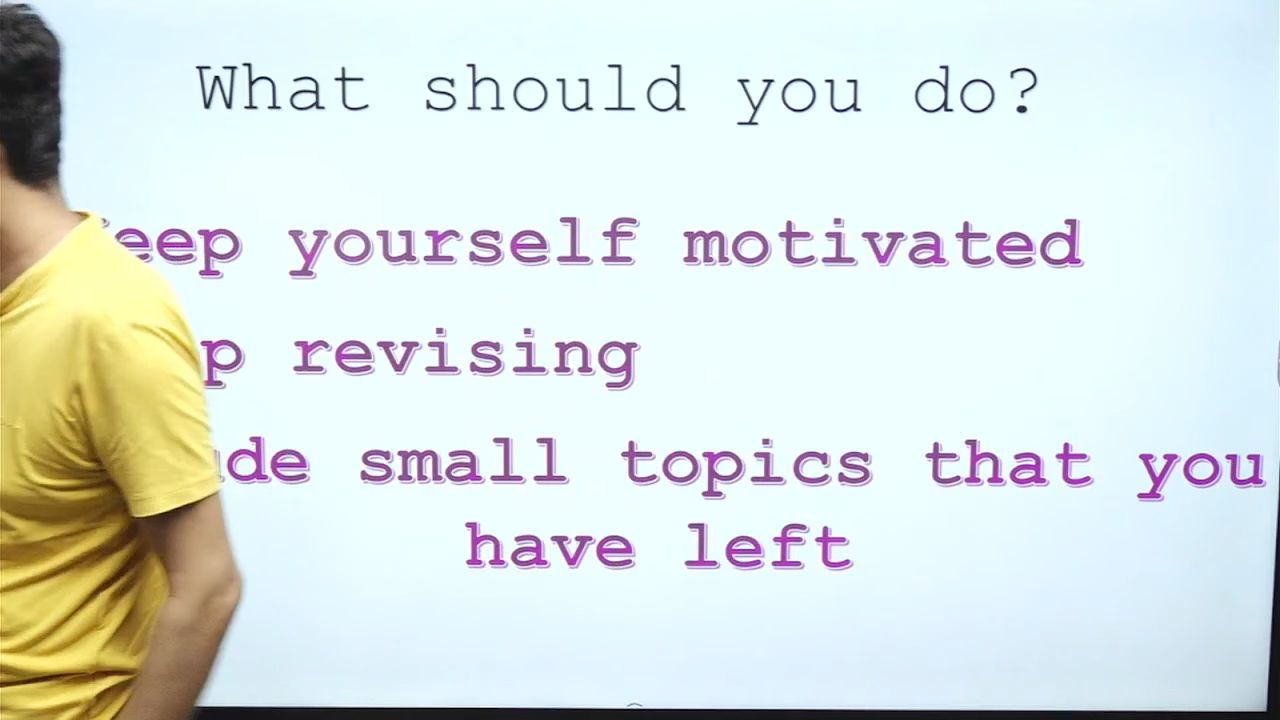 What should you do?
yourself motivated
revising
small topics that you
have left